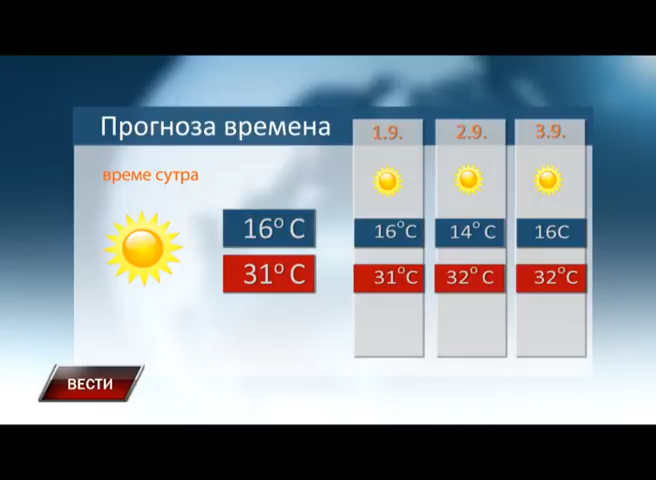 Прогноза времена
време сутра
16° C
31° C
1.9. 2.9. 3.9.
16°C 14°C 16C
31°C 32°C 32°C
ВЕСТИ